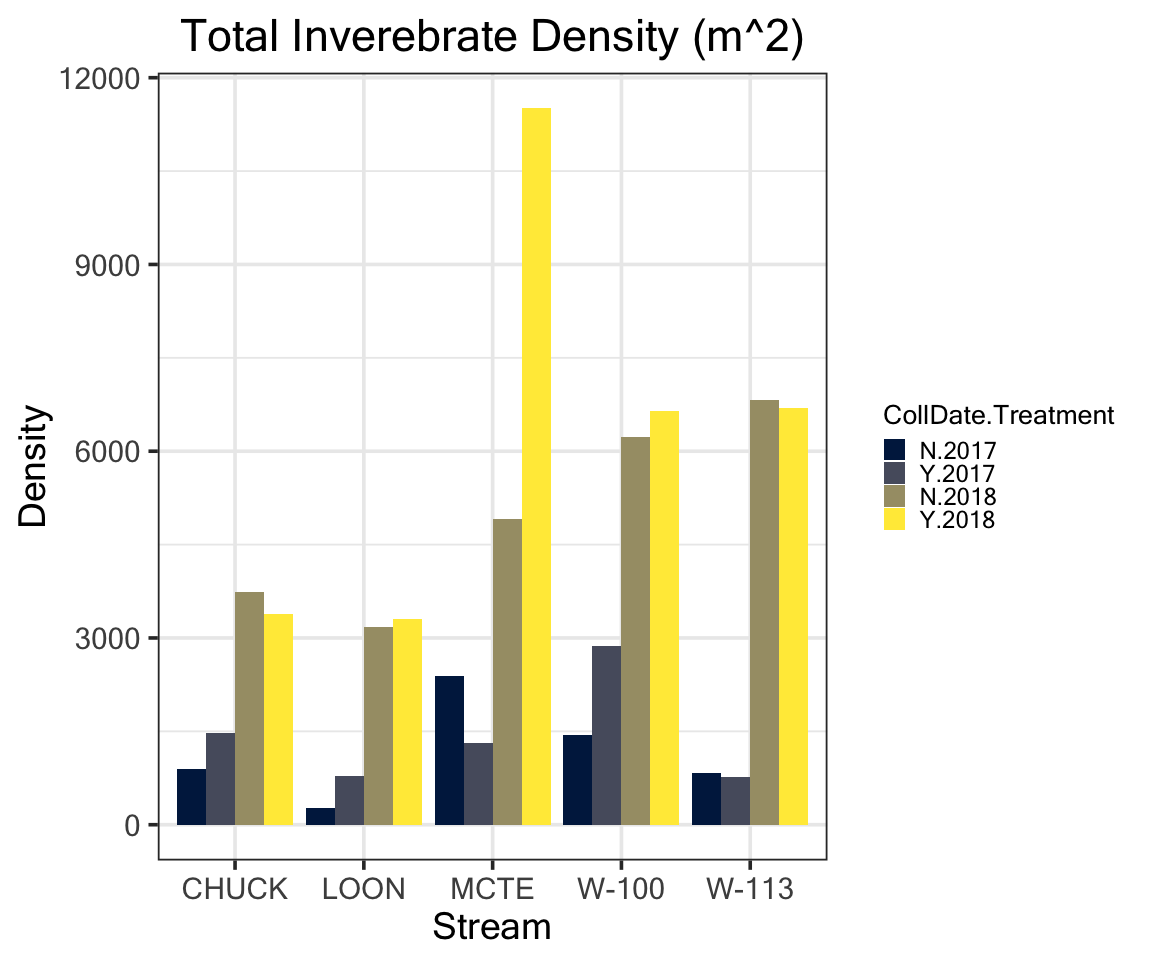 Total Inverebrate Density (m^2)
12000
9000
6000
3000
0
Density
CHUCK LOON MCTE W-100 W-113
Stream
CollDate.Treatment
N.2017
Y.2017
N.2018
Y.2018